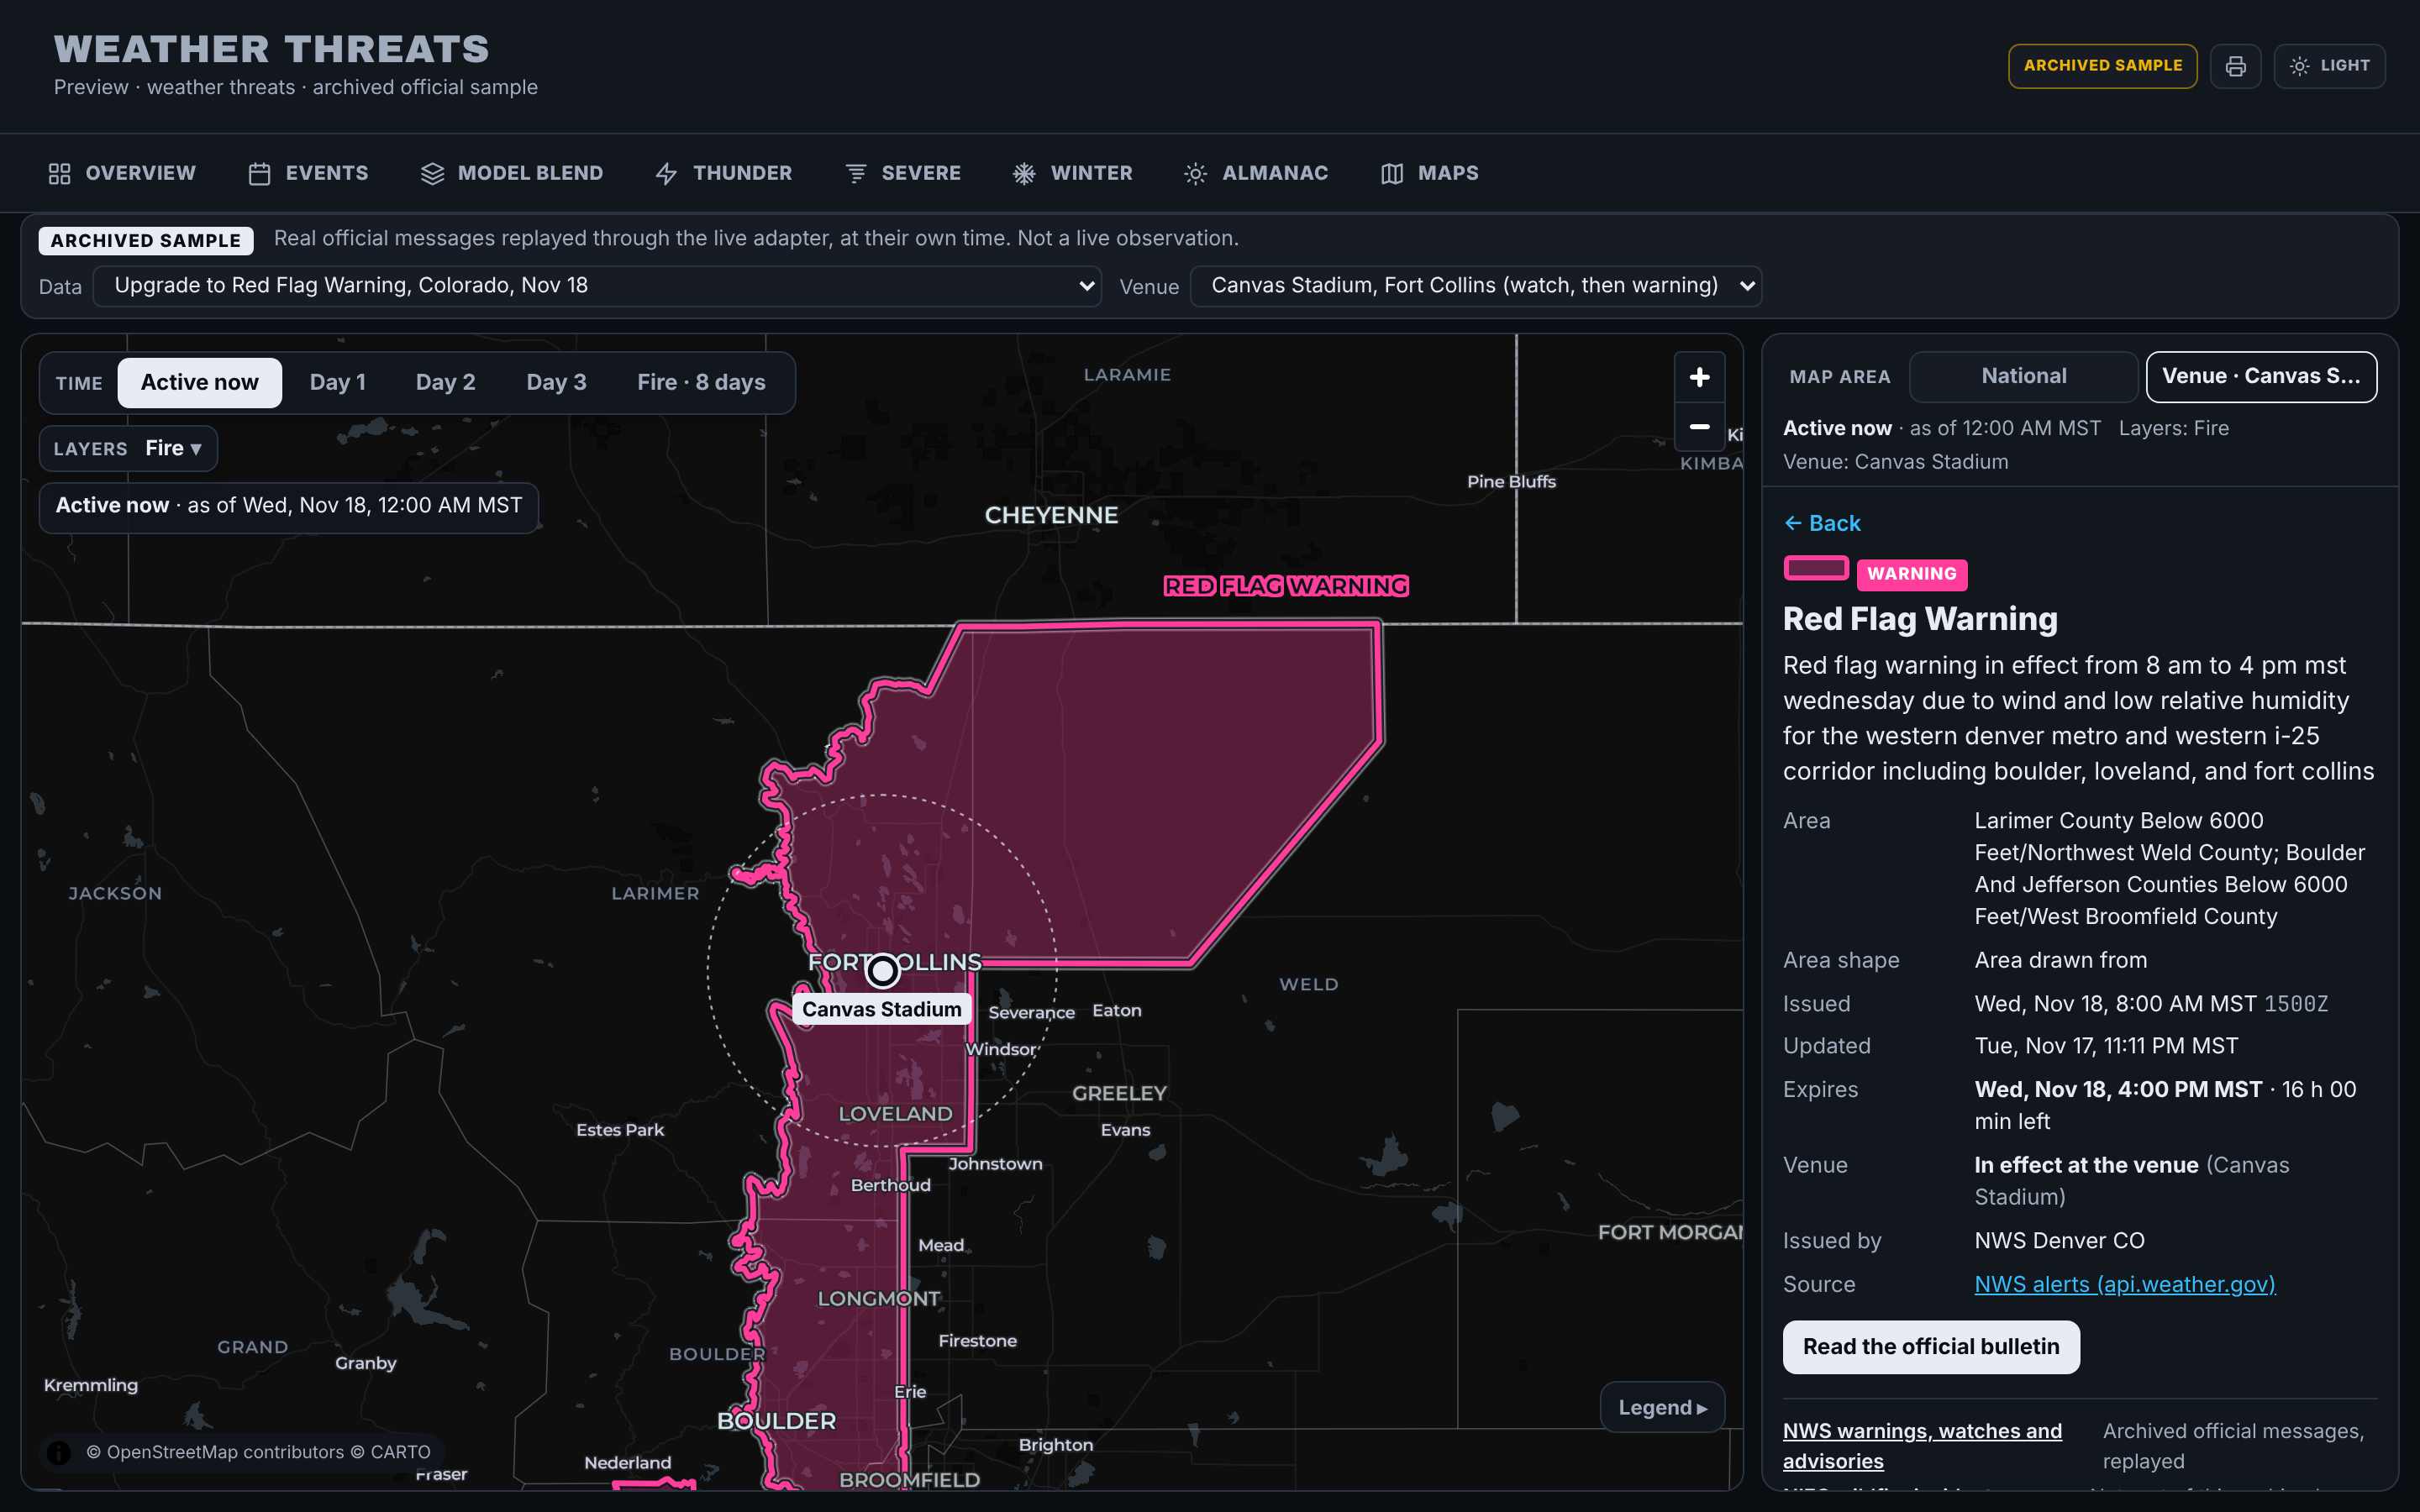 WEATHER THREATS
Preview · weather threats · archived official sample
ARCHIVED SAMPLE
LIGHT
OVERVIEW
EVENTS
MODEL BLEND
THUNDER
SEVERE
WINTER
ALMANAC
MAPS
ARCHIVED SAMPLE Real official messages replayed through the live adapter, at their own time. Not a live observation.
Data Upgrade to Red Flag Warning, Colorado, Nov 18 Venue Canvas Stadium, Fort Collins (watch, then warning)
TIME Active now Day 1 Day 2 Day 3 Fire · 8 days
LAYERS Fire ▾
Active now · as of Wed, Nov 18, 12:00 AM MST
+
−
LARAMIE
Ki
KIMBA
Pine Bluffs
CHEYENNE
RED FLAG WARNING
JACKSON
LARIMER
FORT COLLINS
Canvas Stadium
WELD
Severance
Eaton
Windsor
GREELEY
LOVELAND
Estes Park
Evans
Johnstown
Berthoud
FORT MORGAN
Mead
LONGMONT
Firestone
GRAND
Granby
BOULDER
Kremmling
Erie
Legend ▸
BOULDER
Brighton
© OpenStreetMap contributors © CARTO
Nederland
Fraser
BROOMFIELD
MAP AREA National Venue · Canvas S...
Active now · as of 12:00 AM MST Layers: Fire
Venue: Canvas Stadium
← Back
WARNING
Red Flag Warning
Red flag warning in effect from 8 am to 4 pm mst
wednesday due to wind and low relative humidity
for the western denver metro and western i-25
corridor including boulder, loveland, and fort collins
Area Larimer County Below 6000
Feet/Northwest Weld County; Boulder
And Jefferson Counties Below 6000
Feet/West Broomfield County
Area shape Area drawn from
Issued Wed, Nov 18, 8:00 AM MST 1500Z
Updated Tue, Nov 17, 11:11 PM MST
Expires Wed, Nov 18, 4:00 PM MST · 16 h 00
min left
Venue In effect at the venue (Canvas
Stadium)
Issued by NWS Denver CO
Source NWS alerts (api.weather.gov)
Read the official bulletin
NWS warnings, watches and Archived official messages,
advisories replayed